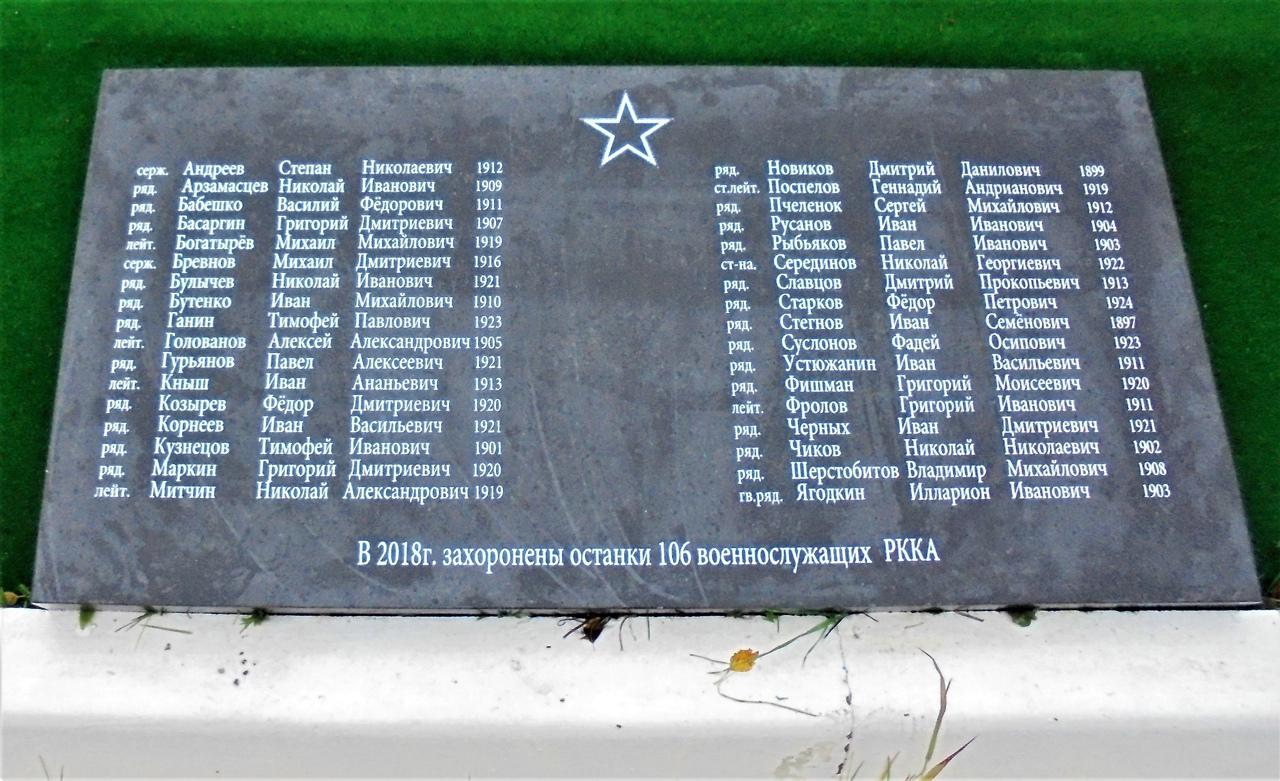 серж. Андреев Степан Николаевич 1912
ряд. Арзамасцев Николай Иванович 1909
ряд. Бабешко Василий Фёдорович 1911
ряд. Басаргин Григорий Дмитриевич 1907
лейт. Богатырёв Михаил Михайлович 1919
серж. Бревнов Михаил Дмитриевич 1916
ряд. Булычев Николай Иванович 1921
ряд. Бутенко Иван Михайлович 1910
ряд. Ганин Тимофей Павлович 1923
лейт. Голованов Алексей Александрович 1905
ряд. Гурьянов Павел Алексеевич 1921
лейт. Кныш Иван Ананьевич 1913
ряд. Козырев Фёдор Дмитриевич 1920
ряд. Корнеев Иван Васильевич 1921
ряд. Кузнецов Тимофей Иванович 1901
ряд. Маркин Григорий Дмитриевич 1920
лейт. Митчин Николай Александрович 1919
ряд. Новиков Дмитрий Данилович 1899
ст.лейт. Поспелов Геннадий Андрианович 1919
ряд. Пчеленок Сергей Михайлович 1912
ряд. Русанов Иван Иванович 1904
ряд. Рыбьяков Павел Иванович 1903
ст-на. Серединов Николай Георгиевич 1922
ряд. Славцов Дмитрий Прокопьевич 1913
ряд. Старков Фёдор Петрович 1924
ряд. Стегнов Иван Семёнович 1897
ряд. Суслонов Фадей Осипович 1923
ряд. Устюжанин Иван Васильевич 1911
ряд. Фишман Григорий Моисеевич 1920
лейт. Фролов Григорий Иванович 1911
ряд. Черных Иван Дмитриевич 1921
ряд. Чиков Николай Николаевич 1902
ряд. Шерстобитов Владимир Михайлович 1908
гв.ряд. Ягодкин Илларион Иванович 1903
В 2018г. захоронены останки 106 военнослужащих РККА